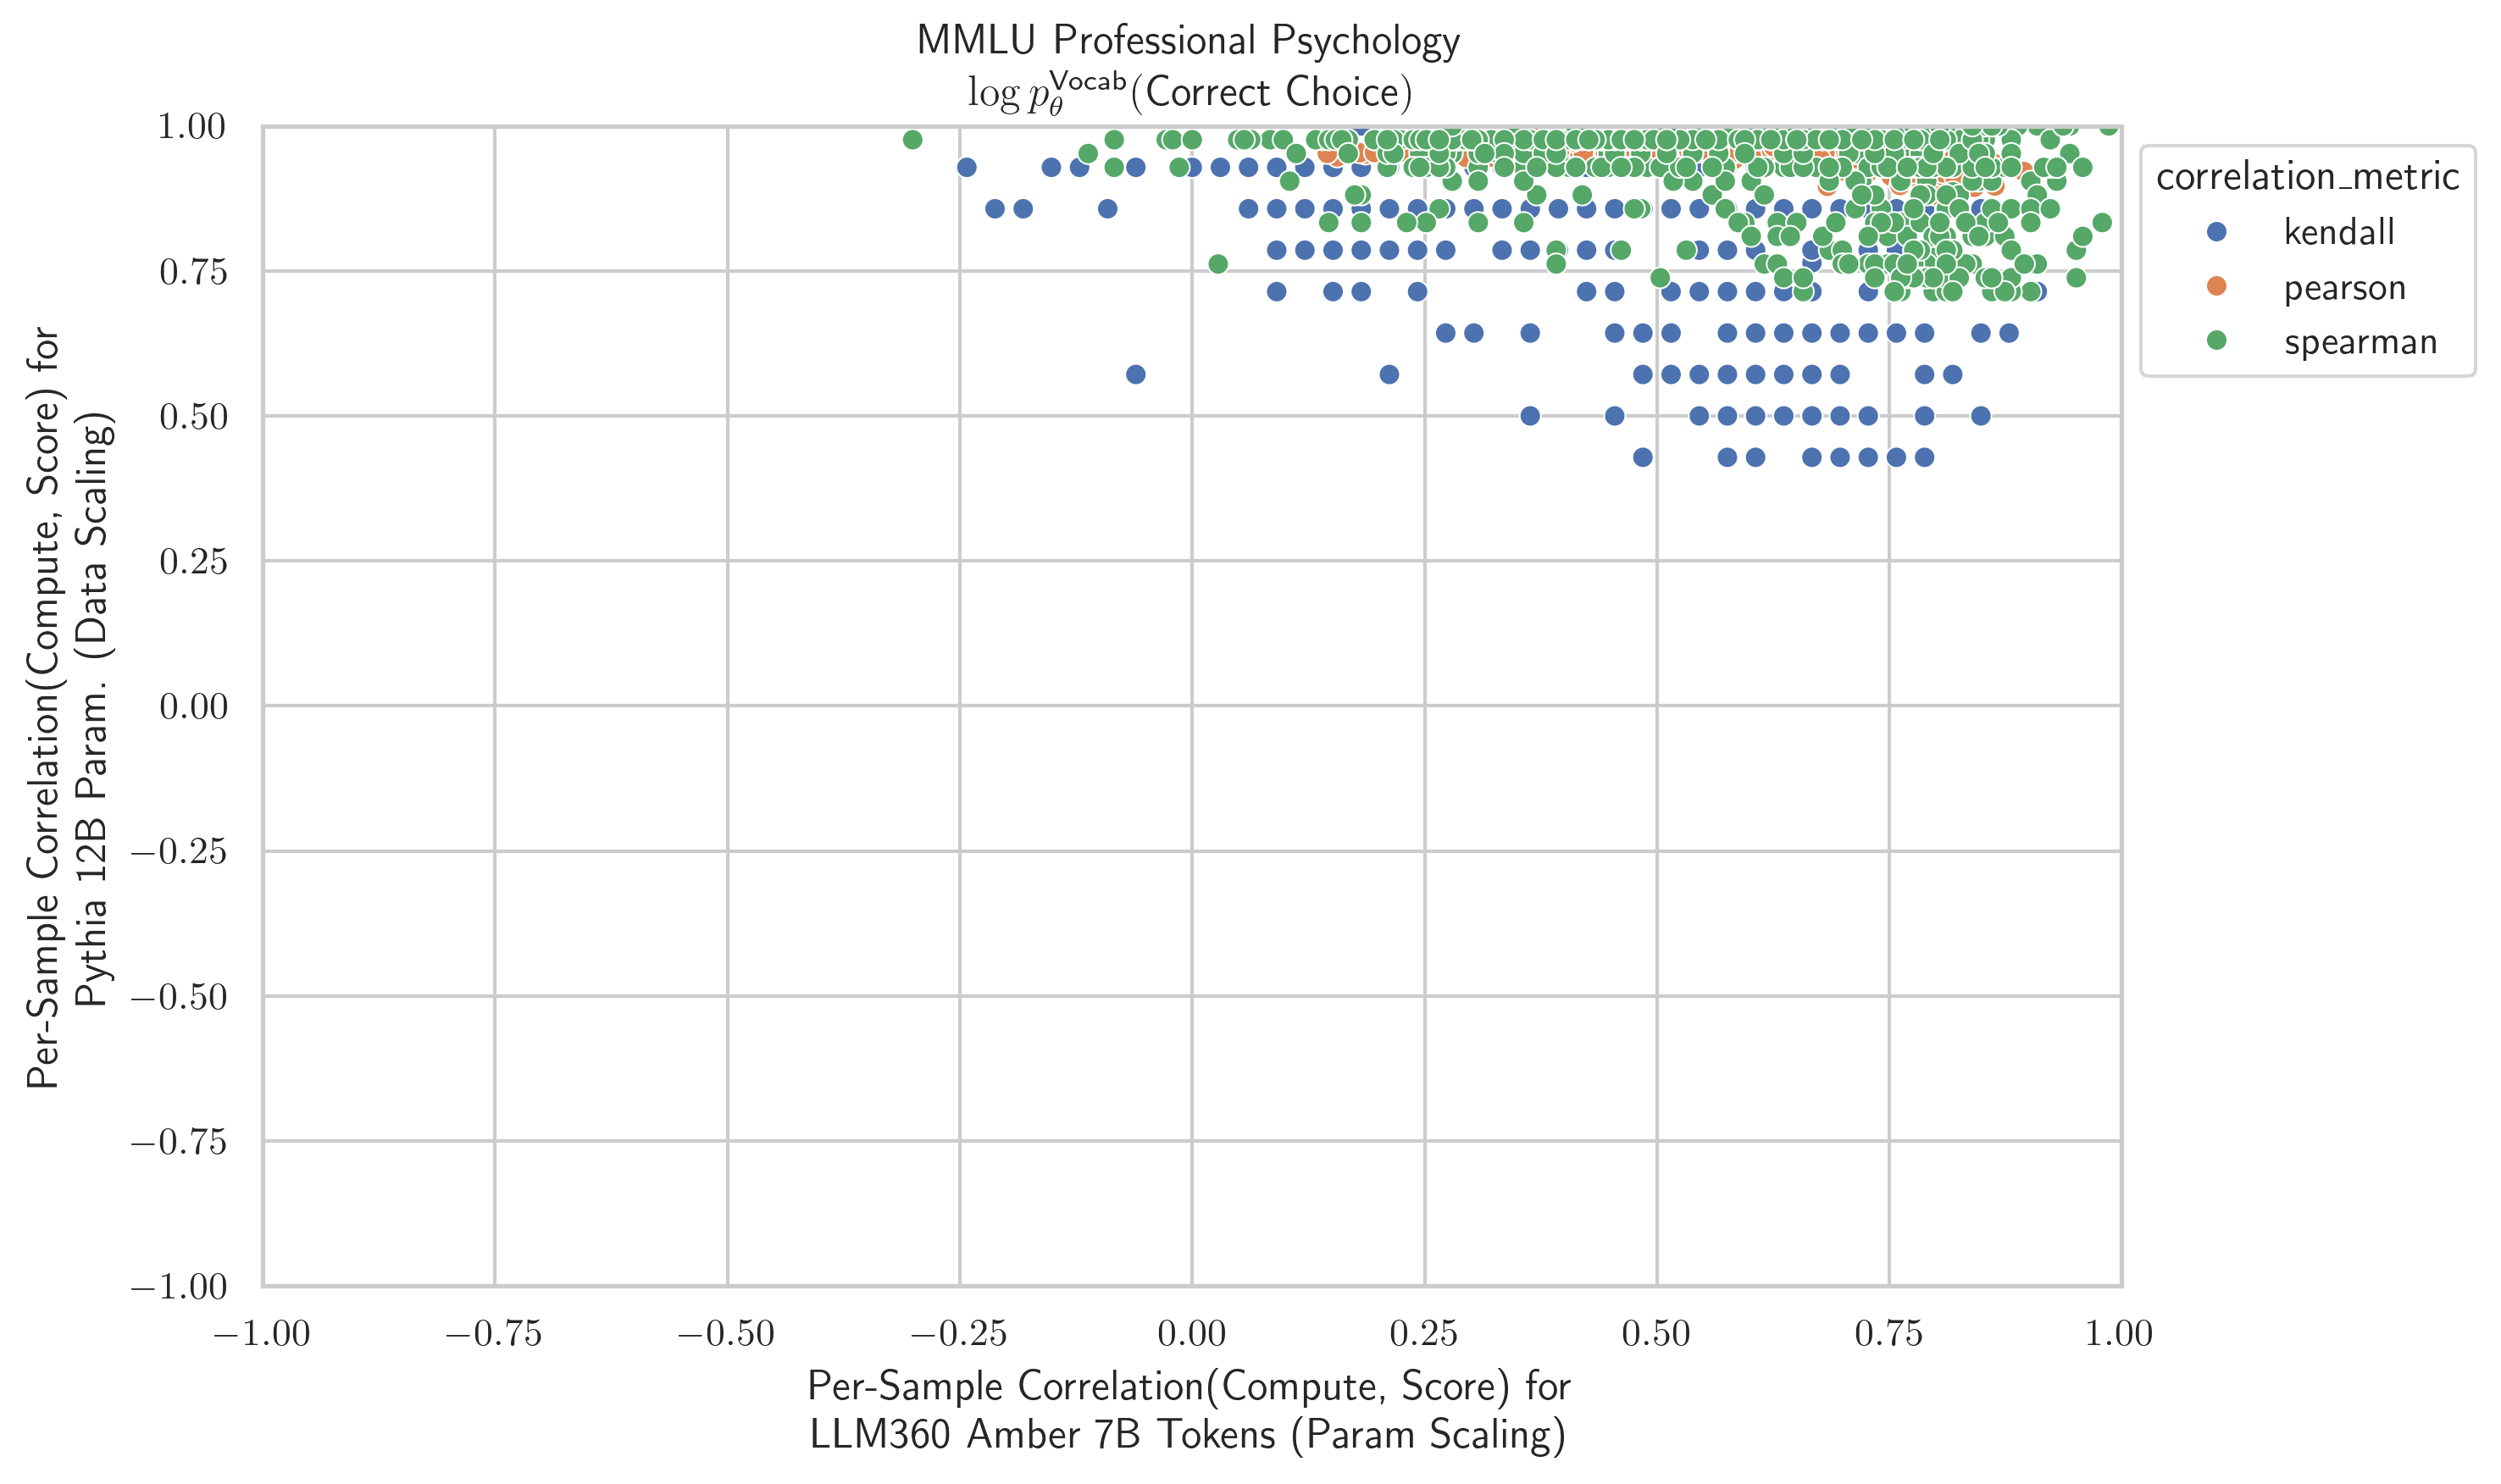 MMLU Professional Psychology
log p_θ^Vocab(Correct Choice)
1.00
0.75
0.50
0.25
0.00
−0.25
−0.50
−0.75
−1.00
Per-Sample Correlation(Compute, Score) for
Pythia 12B Param. (Data Scaling)
−1.00 −0.75 −0.50 −0.25 0.00 0.25 0.50 0.75 1.00
Per-Sample Correlation(Compute, Score) for
LLM360 Amber 7B Tokens (Param Scaling)
correlation_metric
kendall
pearson
spearman